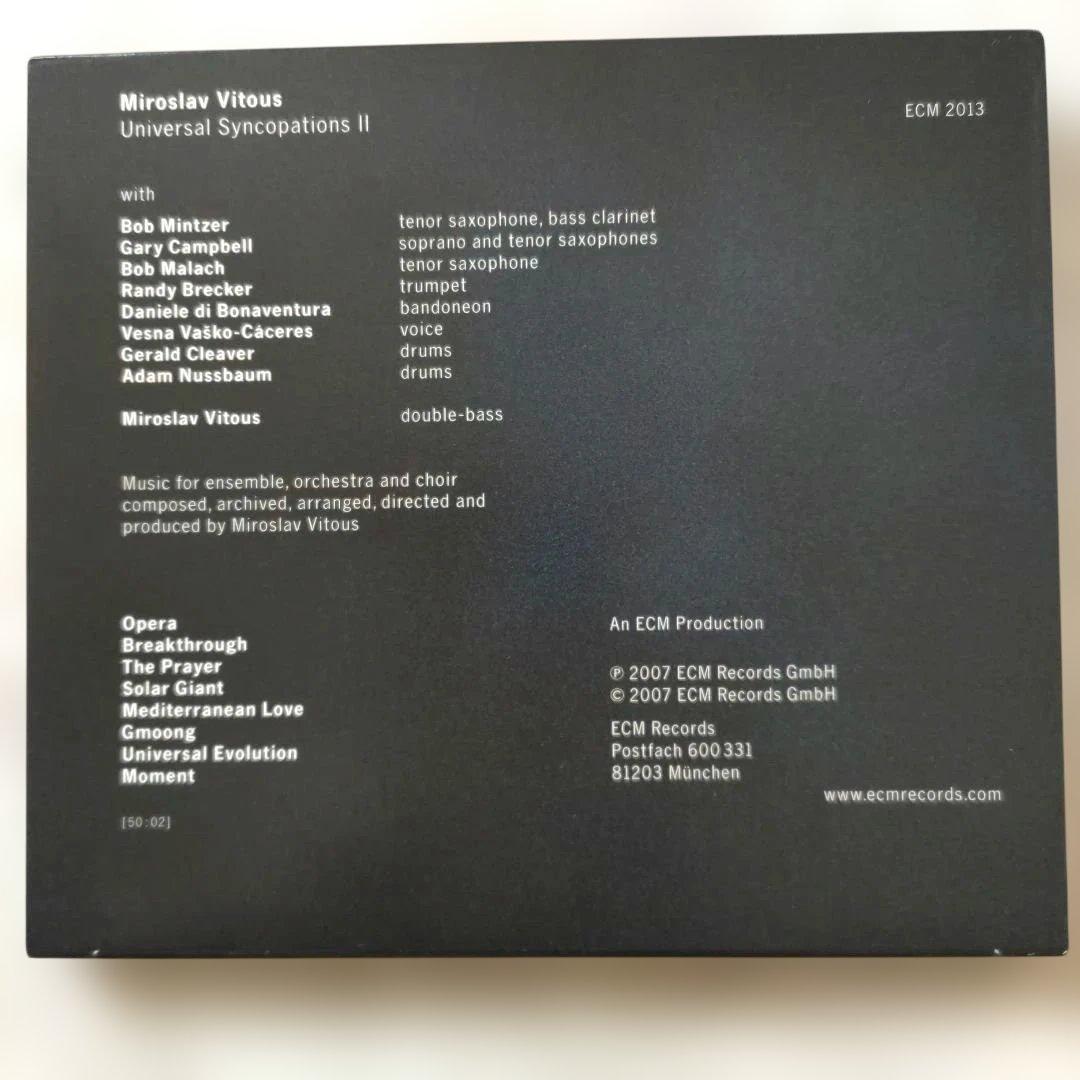 Miroslav Vitous
Universal Syncopations II
ECM 2013
with
Bob Mintzer tenor saxophone, bass clarinet
Gary Campbell soprano and tenor saxophones
Bob Malach tenor saxophone
Randy Brecker trumpet
Daniele di Bonaventura bandoneon
Vesna Vaško-Cáceres voice
Gerald Cleaver drums
Adam Nussbaum drums
Miroslav Vitous double-bass
Music for ensemble, orchestra and choir
composed, archived, arranged, directed and
produced by Miroslav Vitous
Opera
Breakthrough
The Prayer
Solar Giant
Mediterranean Love
Gmoong
Universal Evolution
Moment
[50:02]
An ECM Production
℗ 2007 ECM Records GmbH
© 2007 ECM Records GmbH
ECM Records
Postfach 600 331
81203 München
www.ecmrecords.com